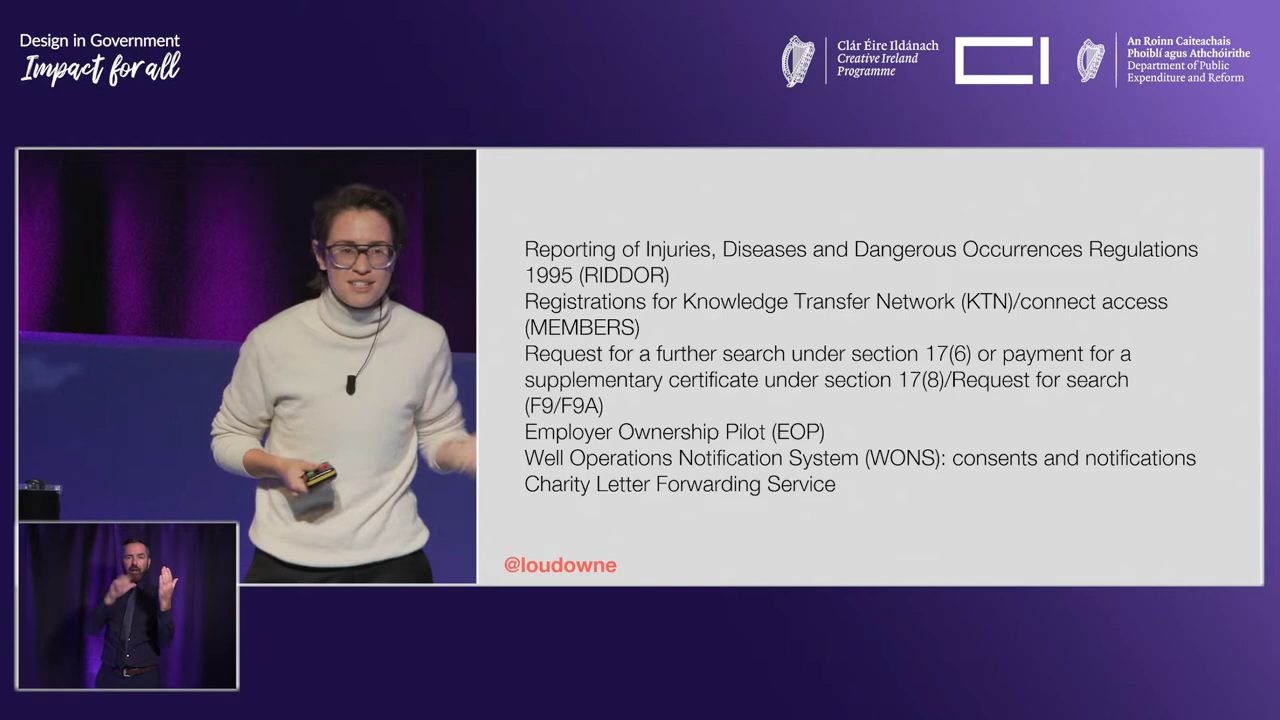 Design in Government
Impact for all
Clár Éire Ildánach
Creative Ireland
Programme
CI
An Roinn Caiteachais
Phoiblí agus Athchóirithe
Department of Public
Expenditure and Reform
Reporting of Injuries, Diseases and Dangerous Occurrences Regulations
1995 (RIDDOR)
Registrations for Knowledge Transfer Network (KTN)/connect access
(MEMBERS)
Request for a further search under section 17(6) or payment for a
supplementary certificate under section 17(8)/Request for search
(F9/F9A)
Employer Ownership Pilot (EOP)
Well Operations Notification System (WONS): consents and notifications
Charity Letter Forwarding Service
@loudowne